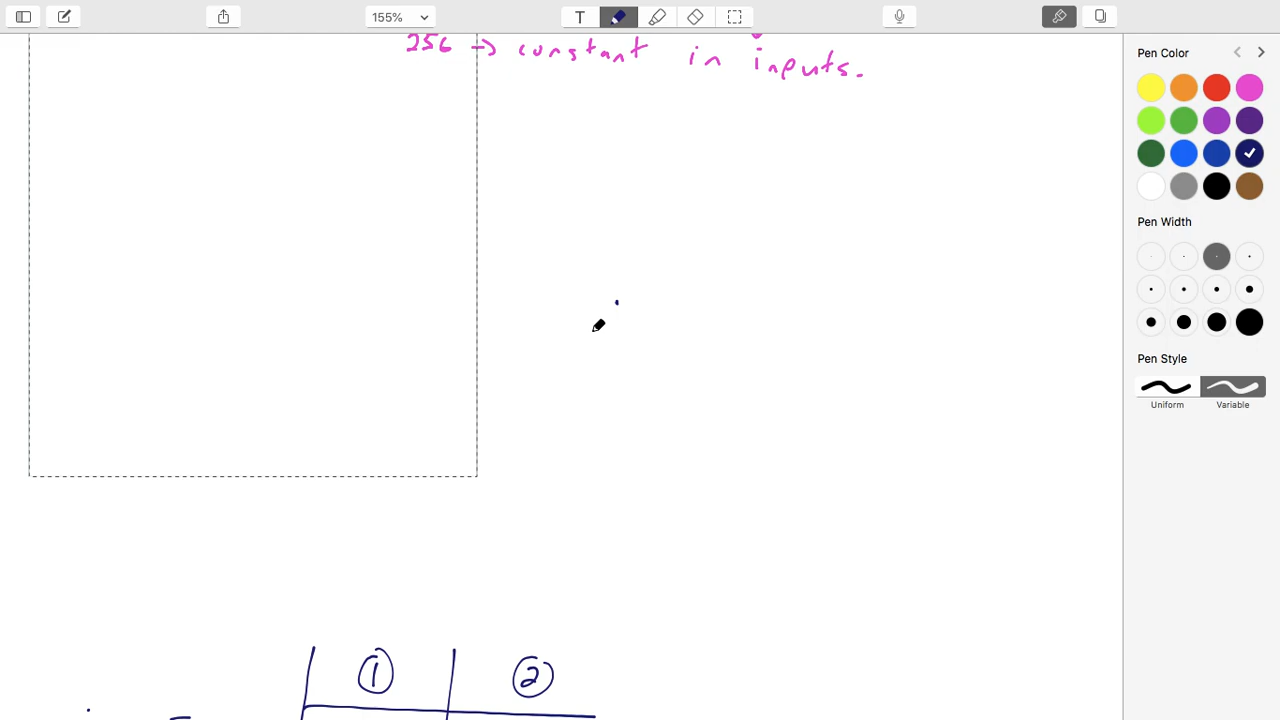 155%
T
256 → constant in inputs.
① ②
Pen Color
Pen Width
Pen Style
Uniform Variable